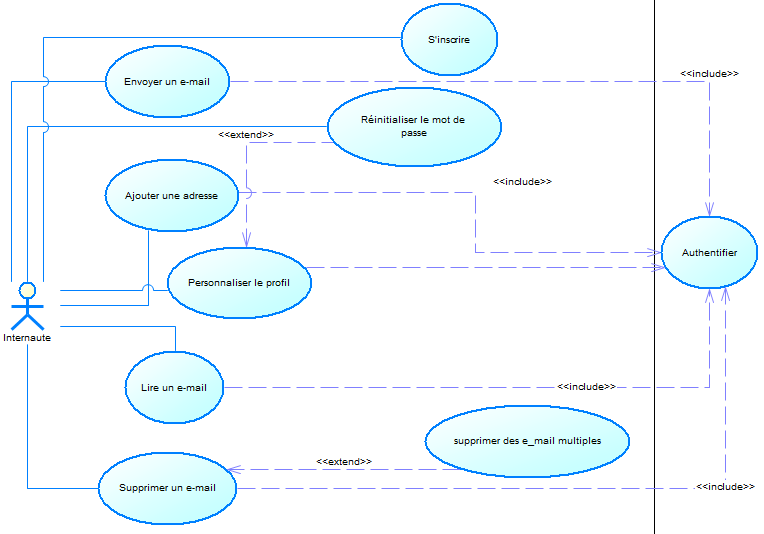 S'inscrire
Envoyer un e-mail
<<include>>
Réinitialiser le mot de
passe
<<extend>>
<<include>>
Ajouter une adresse
Authentifier
Personnaliser le profil
Internaute
Lire un e-mail
<<include>>
supprimer des e_mail multiples
<<extend>>
Supprimer un e-mail
<<include>>